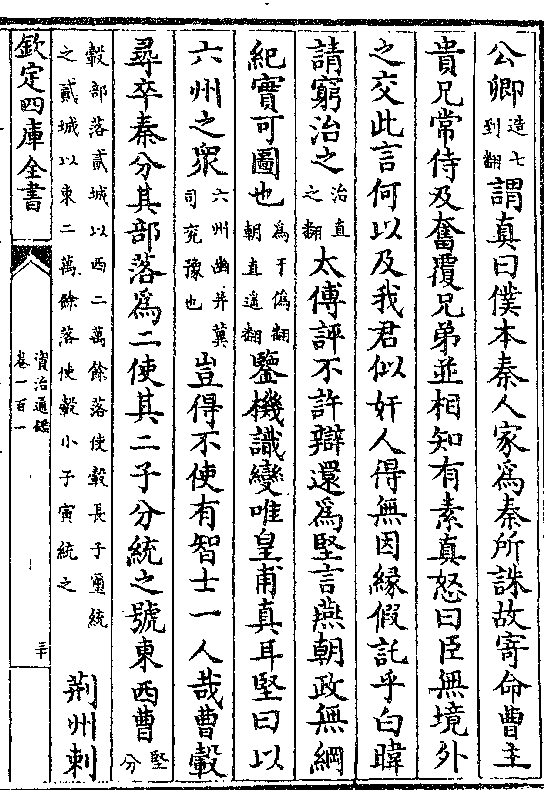 公卿造七到翻謂真曰僕本秦人家爲秦所誅故寄命曹王
貴兄常侍及奮覆兄弟並相知有素真怒曰臣無境外
之交此言何以及我君似奸人得無因緣假託乎白暐
請窮治之治直之翻太傅評不許辯還爲堅言燕朝政無綱
紀實可圖也爲于偽翻朝直遥翻鑒機識變唯皇甫真耳堅曰以
六州之衆六州幽并冀司兖豫也豈得不使有智士一人哉曹轂
尋卒秦分其部落爲二使其二子分統之號東西曹堅分
轂部落貳城以西二萬餘落使轂長子璽統之貳城以東二萬餘落使轂小子寅統之荆州刺
欽定四庫全書
資治通鑑
卷一百一